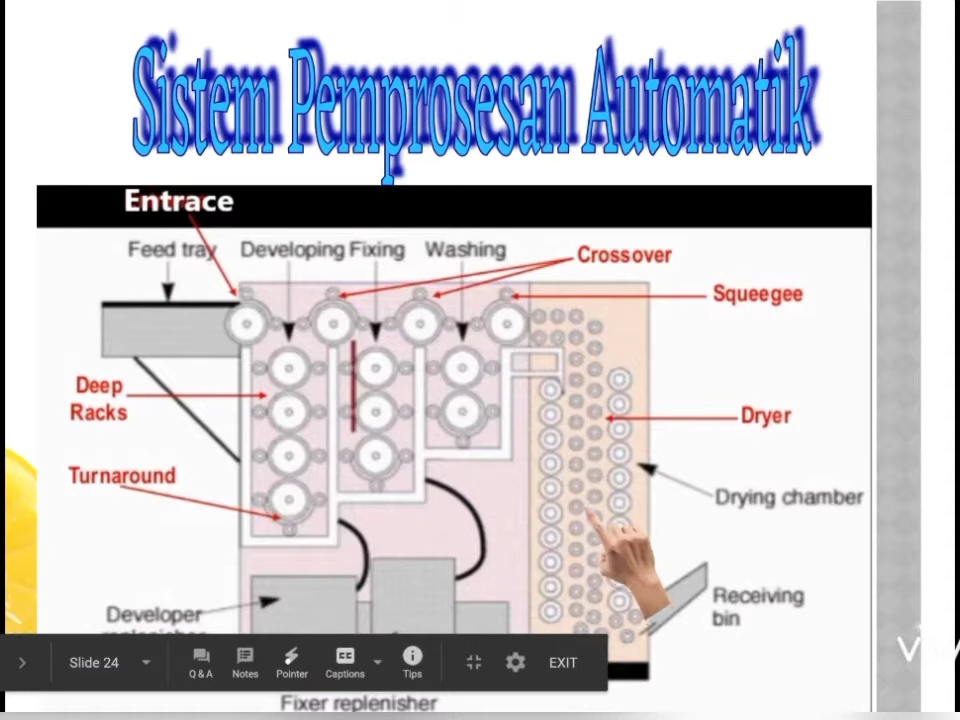 Sistem Pemprosesan Automatik
Entrace
Feed tray
Developing
Fixing
Washing
Crossover
Squeegee
Deep
Racks
Dryer
Turnaround
Drying chamber
Receiving
bin
Developer
Slide 24
Q & A
Notes
Pointer
CC
Captions
Tips
EXIT
Fixer replenisher